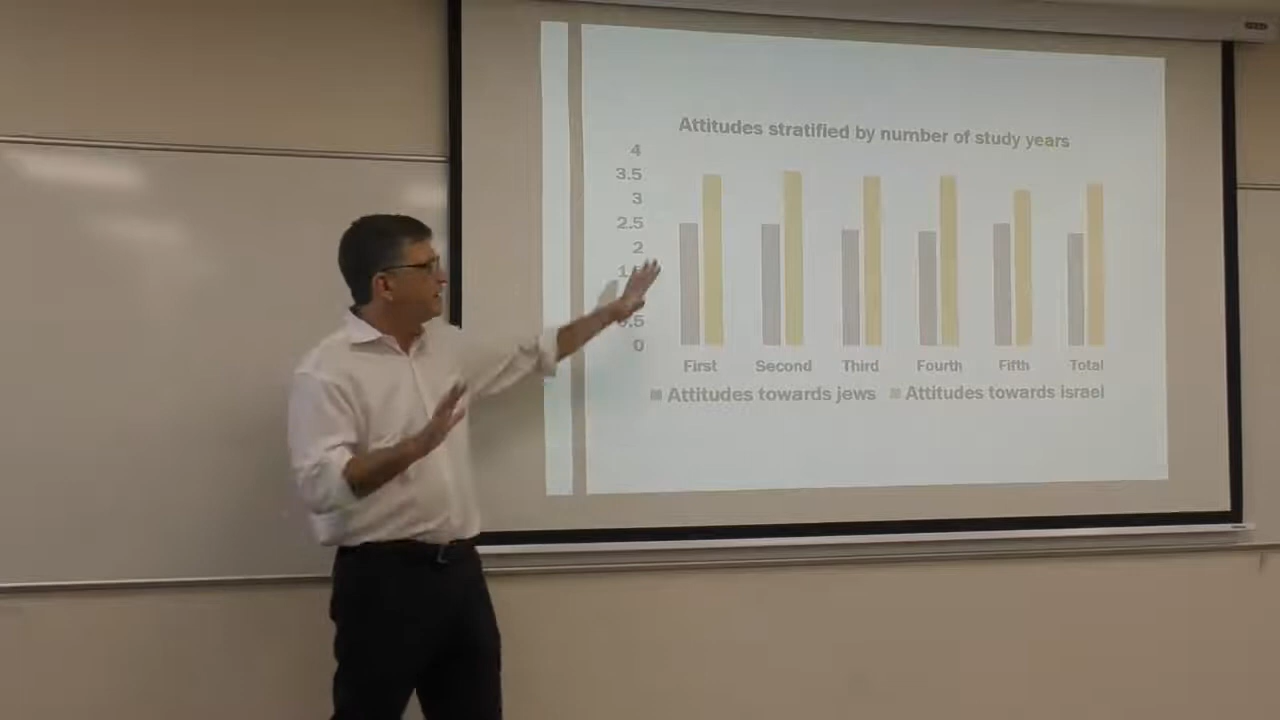 Attitudes stratified by number of study years
4
3.5
3
2.5
2
0
First Second Third Fourth Fifth Total
Attitudes towards jews Attitudes towards israel